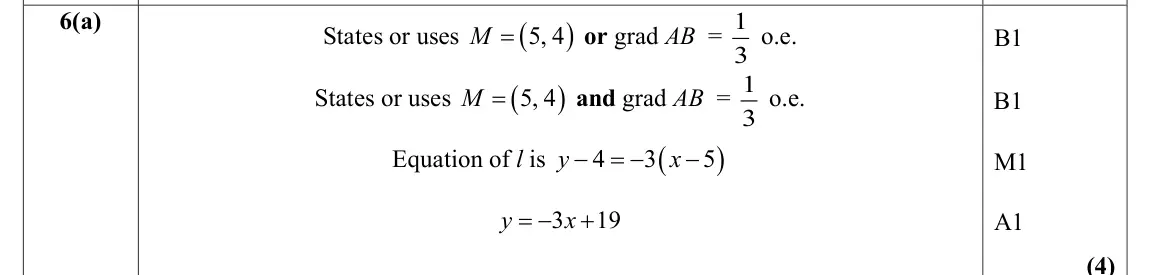 6(a) States or uses M = (5, 4) or grad AB = 1/3 o.e. B1
States or uses M = (5, 4) and grad AB = 1/3 o.e. B1
Equation of l is y − 4 = −3(x − 5) M1
y = −3x + 19 A1
(4)